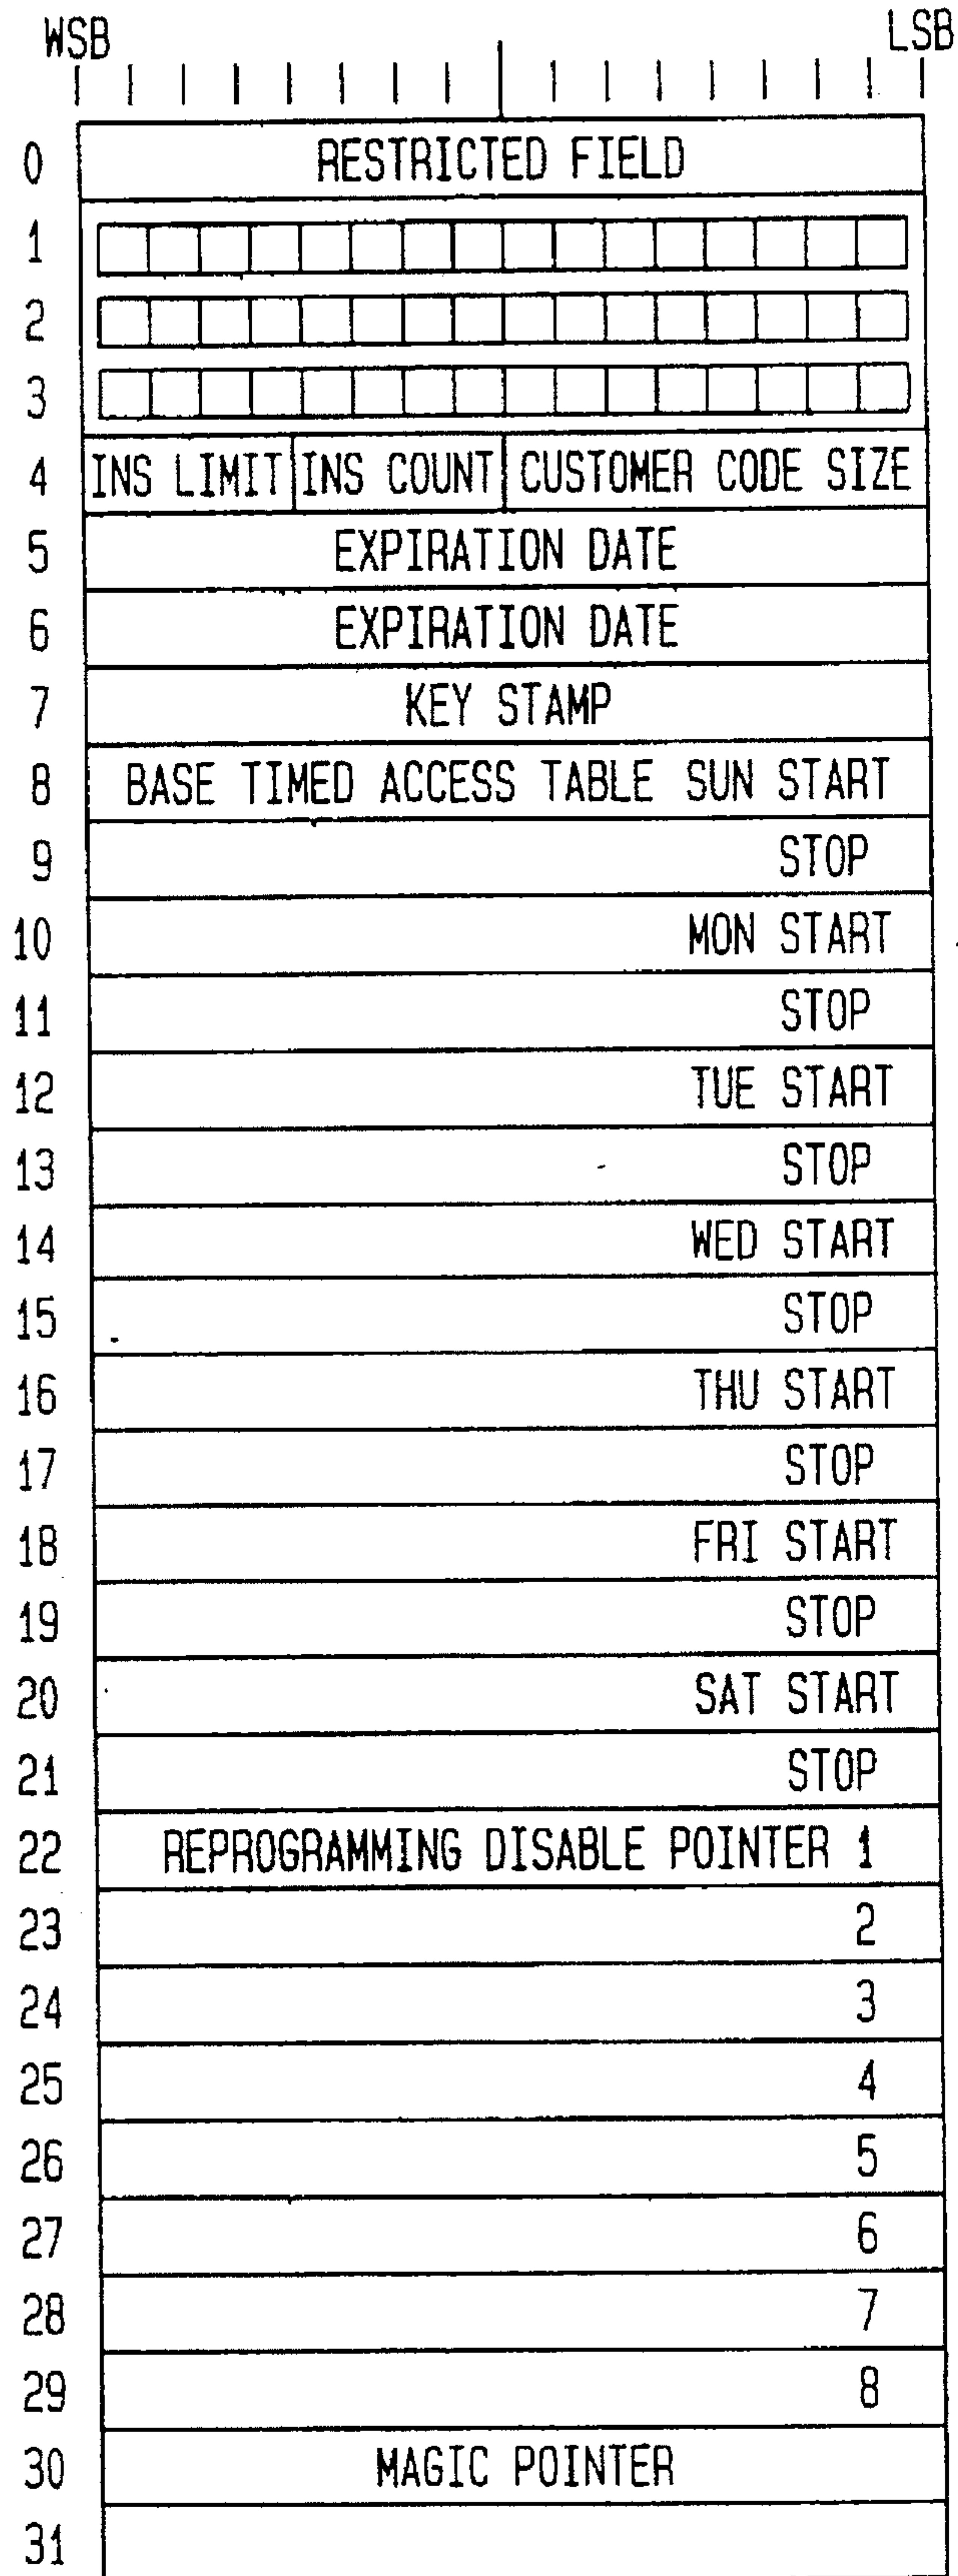 WSB LSB
0 RESTRICTED FIELD
1
2
3
4 INS LIMIT INS COUNT CUSTOMER CODE SIZE
5 EXPIRATION DATE
6 EXPIRATION DATE
7 KEY STAMP
8 BASE TIMED ACCESS TABLE SUN START
9 STOP
10 MON START
11 STOP
12 TUE START
13 STOP
14 WED START
15 STOP
16 THU START
17 STOP
18 FRI START
19 STOP
20 SAT START
21 STOP
22 REPROGRAMMING DISABLE POINTER 1
23 2
24 3
25 4
26 5
27 6
28 7
29 8
30 MAGIC POINTER
31